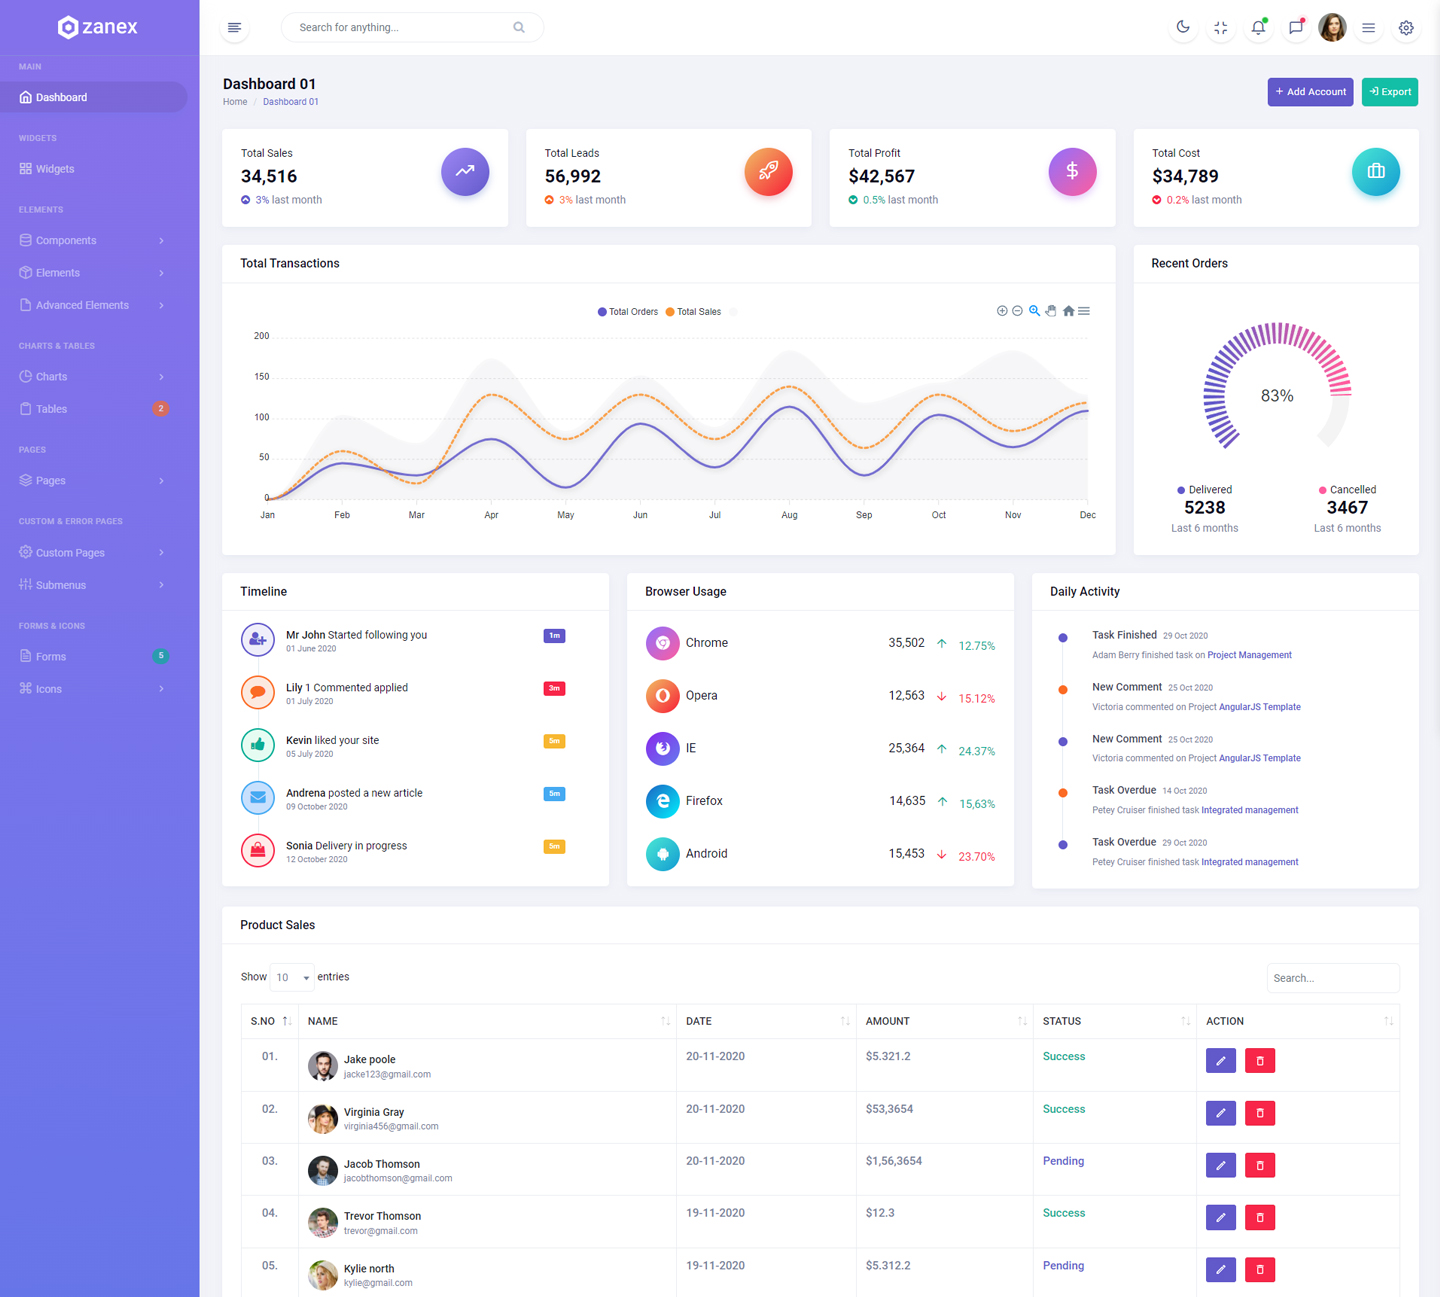 zanex
Search for anything...
MAIN
Dashboard
WIDGETS
Widgets
ELEMENTS
Components
Elements
Advanced Elements
CHARTS & TABLES
Charts
Tables 2
PAGES
Pages
CUSTOM & ERROR PAGES
Custom Pages
Submenus
FORMS & ICONS
Forms 5
Icons
Dashboard 01
Home / Dashboard 01
+ Add Account
Export
Total Sales
34,516
3% last month
Total Leads
56,992
3% last month
Total Profit
$42,567
0.5% last month
Total Cost
$34,789
0.2% last month
Total Transactions
Total Orders Total Sales
200
150
100
50
0
Jan Feb Mar Apr May Jun Jul Aug Sep Oct Nov Dec
Recent Orders
83%
Delivered
5238
Last 6 months
Cancelled
3467
Last 6 months
Timeline
Mr John Started following you 1m
01 June 2020
Lily 1 Commented applied 3m
01 July 2020
Kevin liked your site 5m
05 July 2020
Andrena posted a new article 5m
09 October 2020
Sonia Delivery in progress 5m
12 October 2020
Browser Usage
Chrome 35,502 12.75%
Opera 12,563 15.12%
IE 25,364 24.37%
Firefox 14,635 15,63%
Android 15,453 23.70%
Daily Activity
Task Finished 29 Oct 2020
Adam Berry finished task on Project Management
New Comment 25 Oct 2020
Victoria commented on Project AngularJS Template
New Comment 25 Oct 2020
Victoria commented on Project AngularJS Template
Task Overdue 14 Oct 2020
Petey Cruiser finished task Integrated management
Task Overdue 29 Oct 2020
Petey Cruiser finished task Integrated management
Product Sales
Show 10 entries
Search...
S.NO NAME DATE AMOUNT STATUS ACTION
01. Jake poole 20-11-2020 $5.321.2 Success
jacke123@gmail.com
02. Virginia Gray 20-11-2020 $53,3654 Success
virginia456@gmail.com
03. Jacob Thomson 20-11-2020 $1,56,3654 Pending
jacobthomson@gmail.com
04. Trevor Thomson 19-11-2020 $12.3 Success
trevor@gmail.com
05. Kylie north 19-11-2020 $5.312.2 Pending
kylie@gmail.com